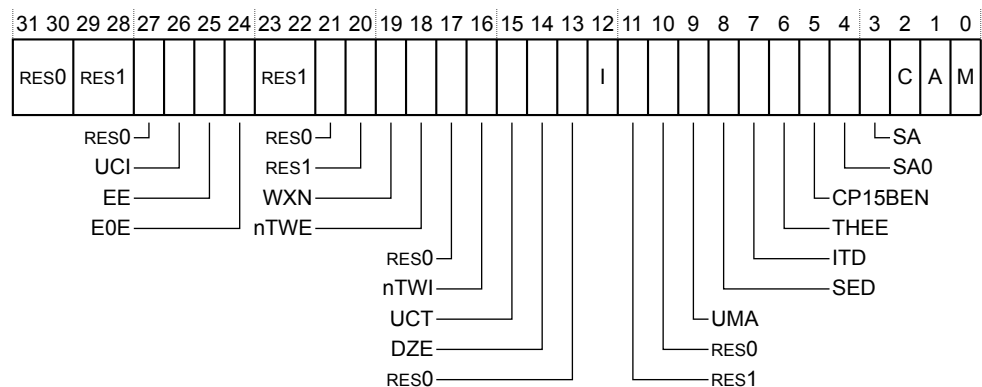 31 30 29 28 27 26 25 24 23 22 21 20 19 18 17 16 15 14 13 12 11 10 9 8 7 6 5 4 3 2 1 0
RES0 RES1 RES1 I C A M
RES0 RES0 SA
UCI RES1 SA0
EE WXN CP15BEN
E0E nTWE THEE
RES0 ITD
nTWI SED
UCT UMA
DZE RES0
RES0 RES1